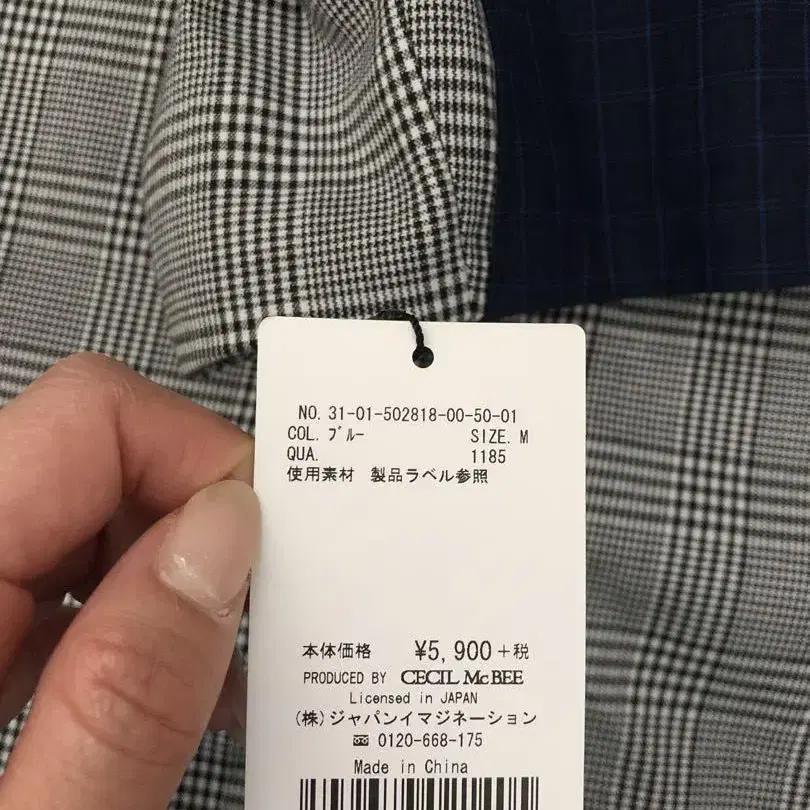 NO. 31-01-502818-00-50-01
COL. ﾌﾞﾙｰ SIZE. M
QUA. 1185
使用素材 製品ラベル参照
本体価格 ¥5,900+税
PRODUCED BY CECIL McBEE
Licensed in JAPAN
(株)ジャパンイマジネーション
☎ 0120-668-175
Made in China